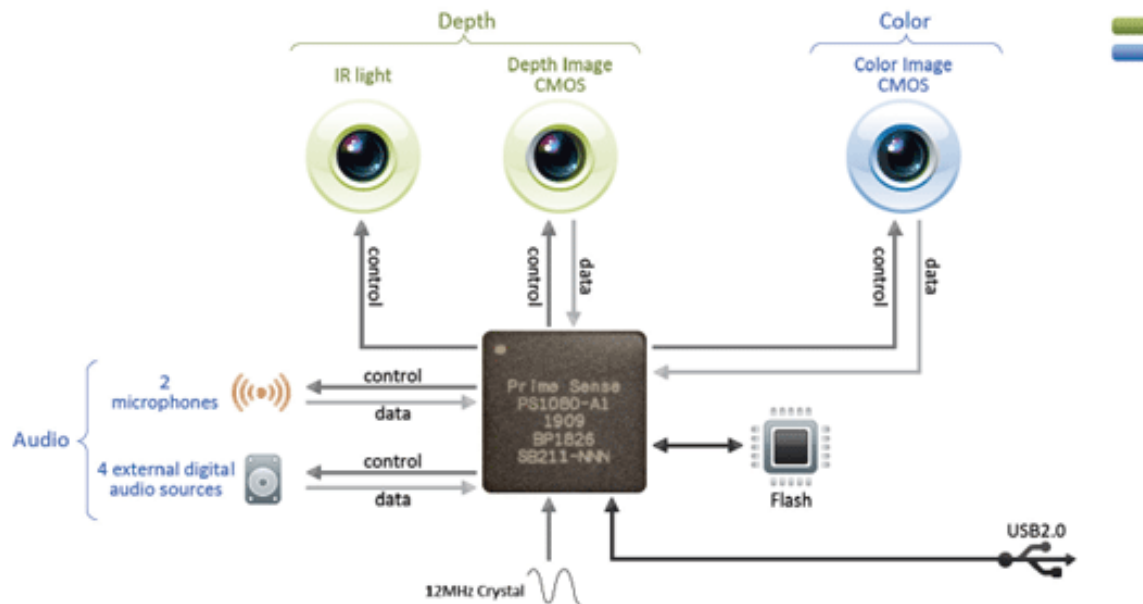 Depth
Color
IR light
Depth Image
CMOS
Color Image
CMOS
control
control
data
control
data
2
microphones
control
data
Audio
4 external digital
audio sources
control
data
Prime Sense
PS1080-A1
1909
BP1826
SB211-NNN
Flash
USB2.0
12MHz Crystal